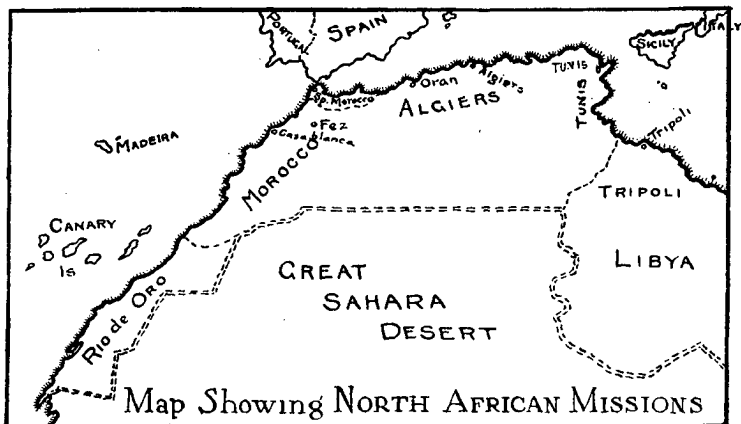 PORTUGAL
SPAIN
SICILY
ITALY
TUNIS
Oran
Algiers
Sp. Morocco
ALGIERS
TUNIS
Fez
Casablanca
Tripoli
MADEIRA
MOROCCO
TRIPOLI
CANARY
Is
LIBYA
GREAT
SAHARA
DESERT
Rio de Oro
Map Showing NORTH AFRICAN MISSIONS